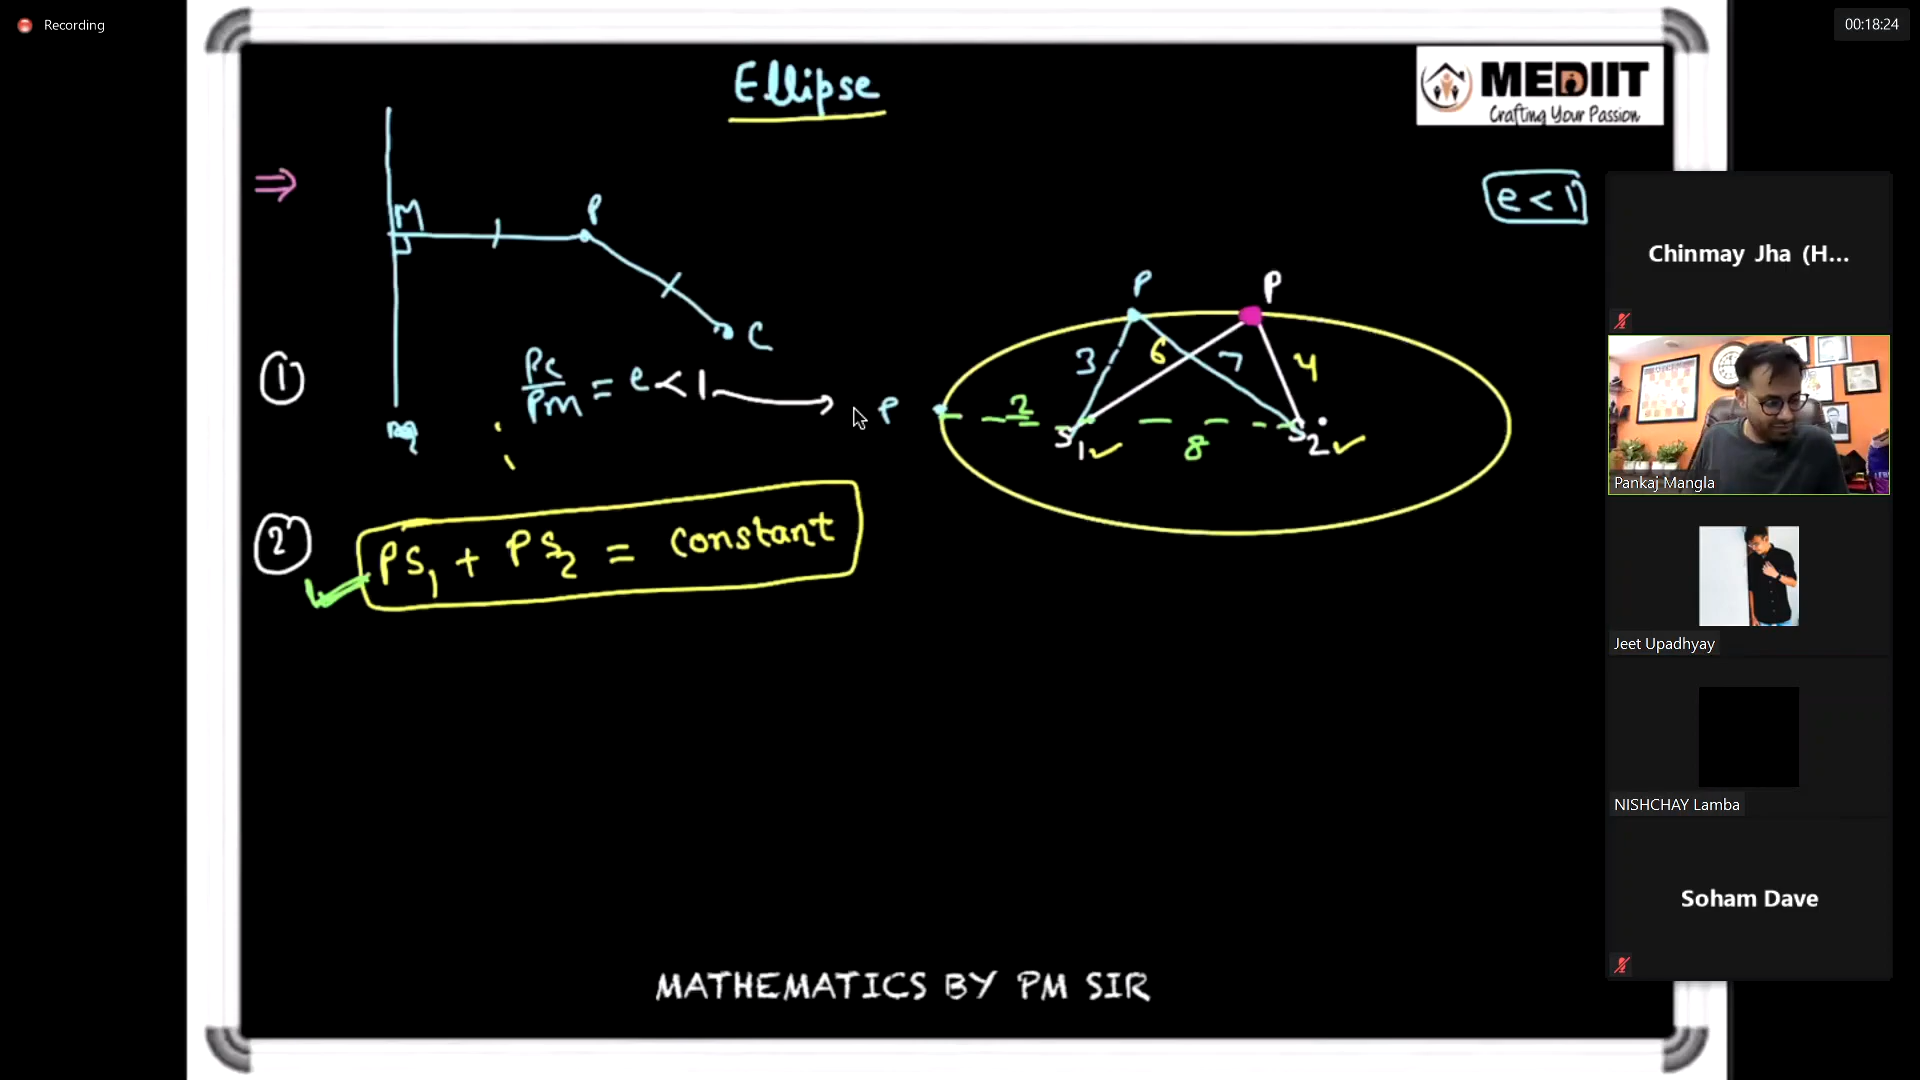 Recording
00:18:24
Ellipse
MEDIIT
Crafting Your Passion
⇒
e < 1
M
P
C
P
P
Chinmay Jha (H...
3 6 7 4
①
PC/PM = e < 1
P
2
S1
8
S2
Pankaj Mangla
②
PS1 + PS2 = constant
Jeet Upadhyay
NISHCHAY Lamba
Soham Dave
MATHEMATICS BY PM SIR